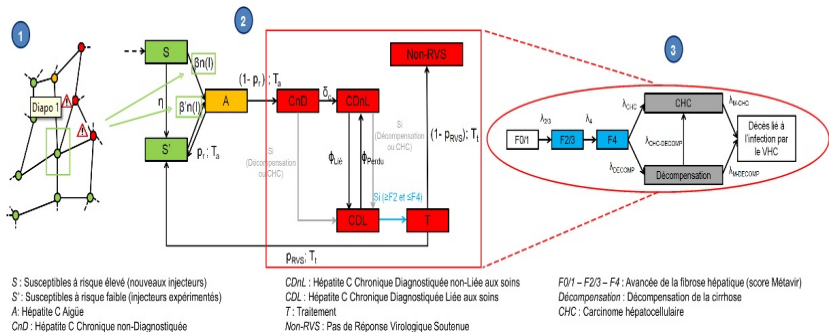 1
2
3
Diapo 1
S
βn(I)
η
β'n(I)
S'
A
pᵣ; Tₐ
(1- pᵣ) ; Tₐ
CnD
δc
CDnL
Non-RVS
Si
(Décompensation
ou CHC)
Si
(Décompensation
ou CHC)
ϕLié
ϕPerdu
(1- pRVS); Tt
Si (≥F2 et ≤F4)
CDL
T
pRVS; Tt
F0/1
λ2/3
F2/3
λ4
F4
λCHC
CHC
λM-CHC
λCHC-DECOMP
λDECOMP
Décompensation
λM-DECOMP
Décès lié à
l'infection par
le VHC
S : Susceptibles à risque élevé (nouveaux injecteurs)
S' : Susceptibles à risque faible (injecteurs expérimentés)
A: Hépatite C Aigüe
CnD : Hépatite C Chronique non-Diagnostiquée
CDnL : Hépatite C Chronique Diagnostiquée non-Liée aux soins
CDL : Hépatite C Chronique Diagnostiquée Liée aux soins
T : Traitement
Non-RVS : Pas de Réponse Virologique Soutenue
F0/1 – F2/3 – F4 : Avancée de la fibrose hépatique (score Métavir)
Décompensation : Décompensation de la cirrhose
CHC : Carcinome hépatocellulaire